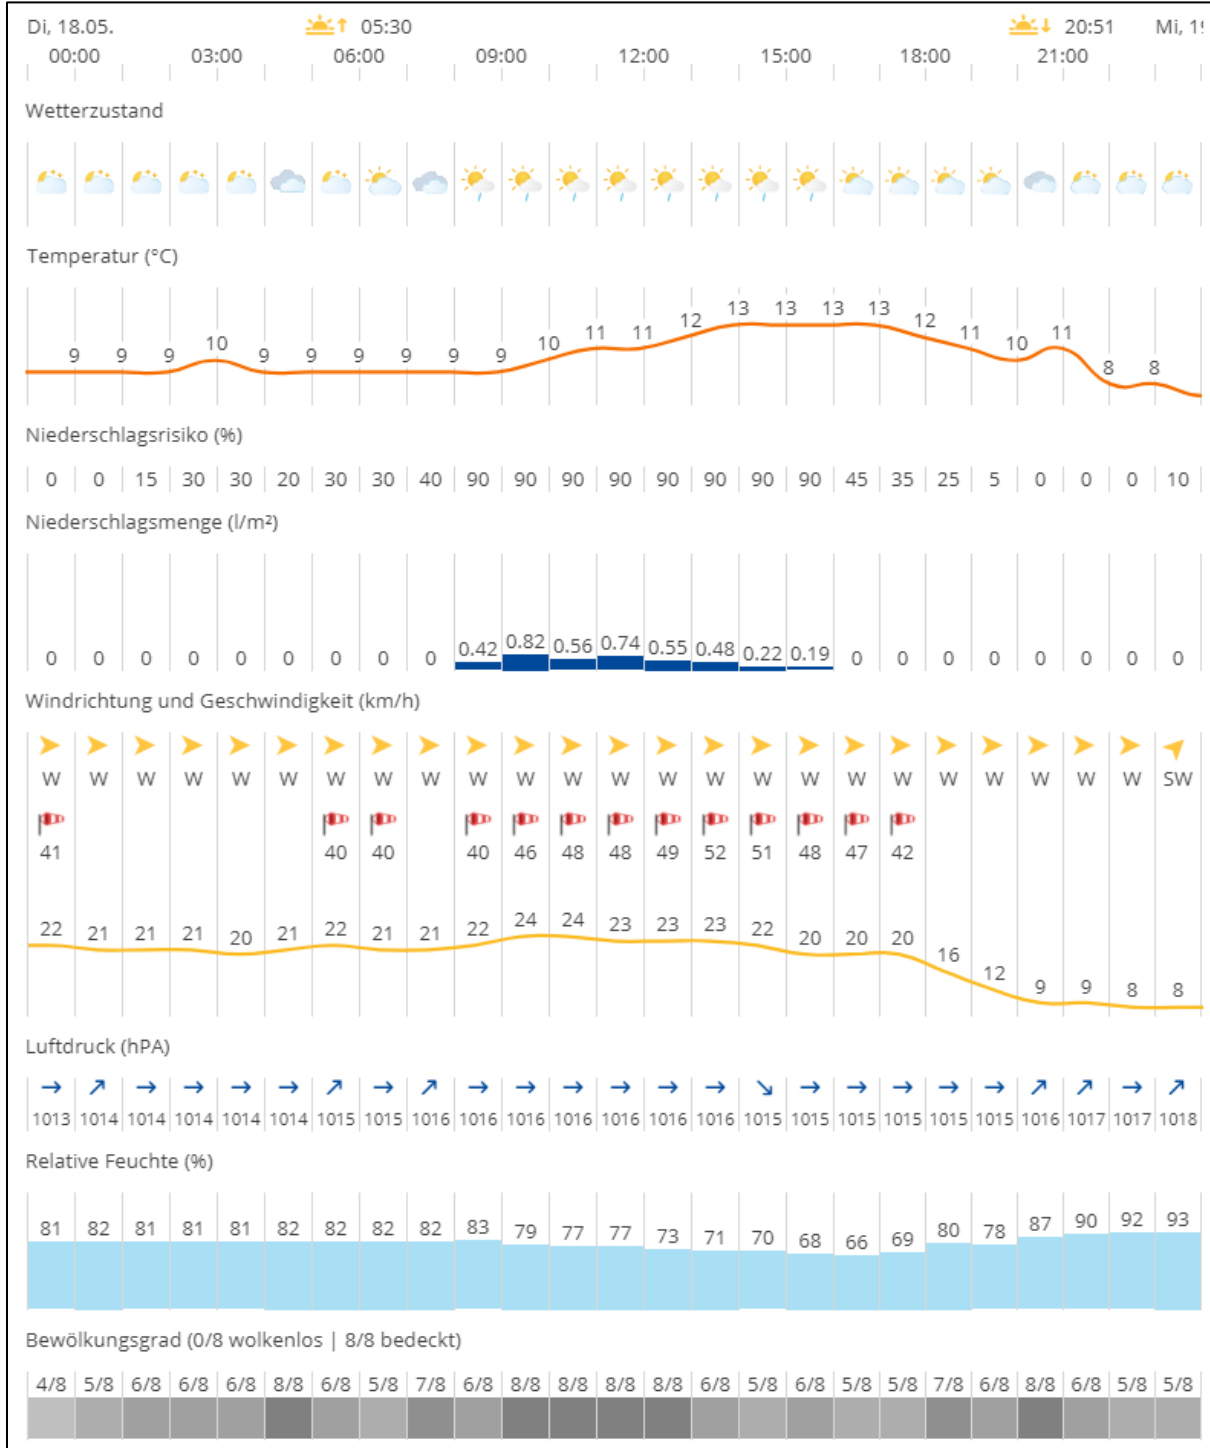 Di, 18.05. 05:30 20:51 Mi, 1
00:00 03:00 06:00 09:00 12:00 15:00 18:00 21:00
Wetterzustand
Temperatur (°C)
9 9 9 10 9 9 9 9 9 9 10 11 11 12 13 13 13 13 12 11 10 11 8 8
Niederschlagsrisiko (%)
0 0 15 30 30 20 30 30 40 90 90 90 90 90 90 90 90 45 35 25 5 0 0 0 10
Niederschlagsmenge (l/m²)
0 0 0 0 0 0 0 0 0 0.42 0.82 0.56 0.74 0.55 0.48 0.22 0.19 0 0 0 0 0 0 0 0
Windrichtung und Geschwindigkeit (km/h)
W W W W W W W W W W W W W W W W W W W W W W W W SW
41 40 40 40 46 48 48 49 52 51 48 47 42
22 21 21 21 20 21 22 21 21 22 24 24 23 23 23 22 20 20 20 16 12 9 9 8 8
Luftdruck (hPA)
1013 1014 1014 1014 1014 1014 1015 1015 1016 1016 1016 1016 1016 1016 1016 1015 1015 1015 1015 1015 1015 1016 1017 1017 1018
Relative Feuchte (%)
81 82 81 81 81 82 82 82 82 83 79 77 77 73 71 70 68 66 69 80 78 87 90 92 93
Bewölkungsgrad (0/8 wolkenlos | 8/8 bedeckt)
4/8 5/8 6/8 6/8 6/8 8/8 6/8 5/8 7/8 6/8 8/8 8/8 8/8 8/8 6/8 5/8 6/8 5/8 5/8 7/8 6/8 8/8 6/8 5/8 5/8